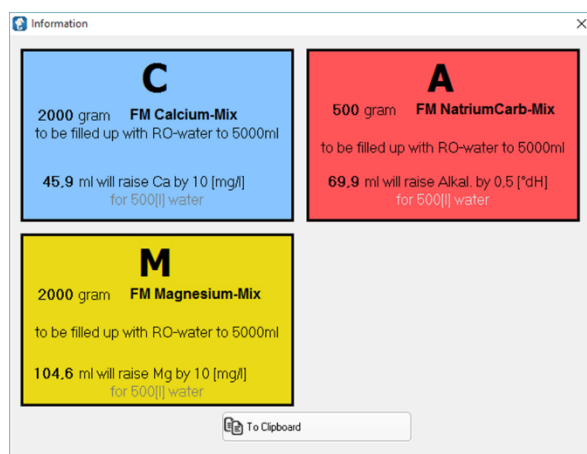 Information
C
2000 gram FM Calcium-Mix
to be filled up with RO-water to 5000ml
45,9 ml will raise Ca by 10 [mg/l]
for 500[l] water
A
500 gram FM NatriumCarb-Mix
to be filled up with RO-water to 5000ml
69,9 ml will raise Alkal. by 0,5 [°dH]
for 500[l] water
M
2000 gram FM Magnesium-Mix
to be filled up with RO-water to 5000ml
104,6 ml will raise Mg by 10 [mg/l]
for 500[l] water
To Clipboard